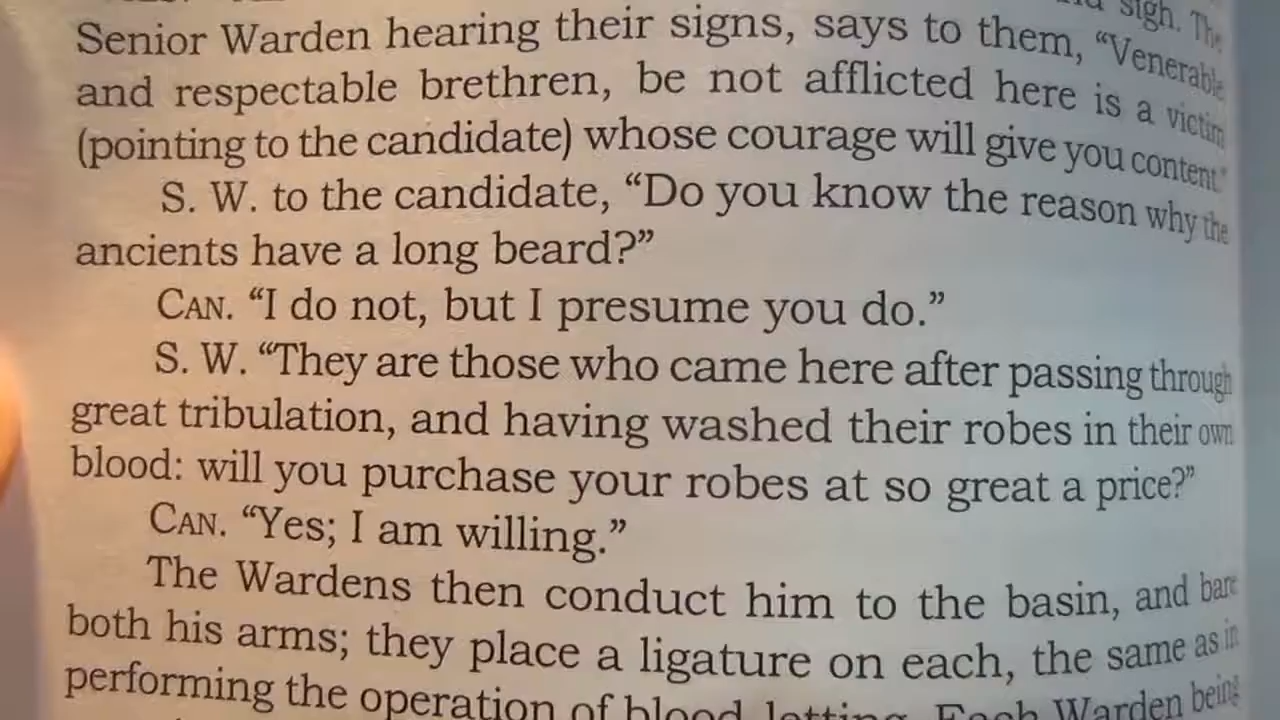 sigh. The
Senior Warden hearing their signs, says to them, “Venerable
and respectable brethren, be not afflicted here is a victim
(pointing to the candidate) whose courage will give you content.”
S. W. to the candidate, “Do you know the reason why the
ancients have a long beard?”
CAN. “I do not, but I presume you do.”
S. W. “They are those who came here after passing through
great tribulation, and having washed their robes in their own
blood: will you purchase your robes at so great a price?”
CAN. “Yes; I am willing.”
The Wardens then conduct him to the basin, and bare
both his arms; they place a ligature on each, the same as in
performing the operation of blood letting. Each Warden being